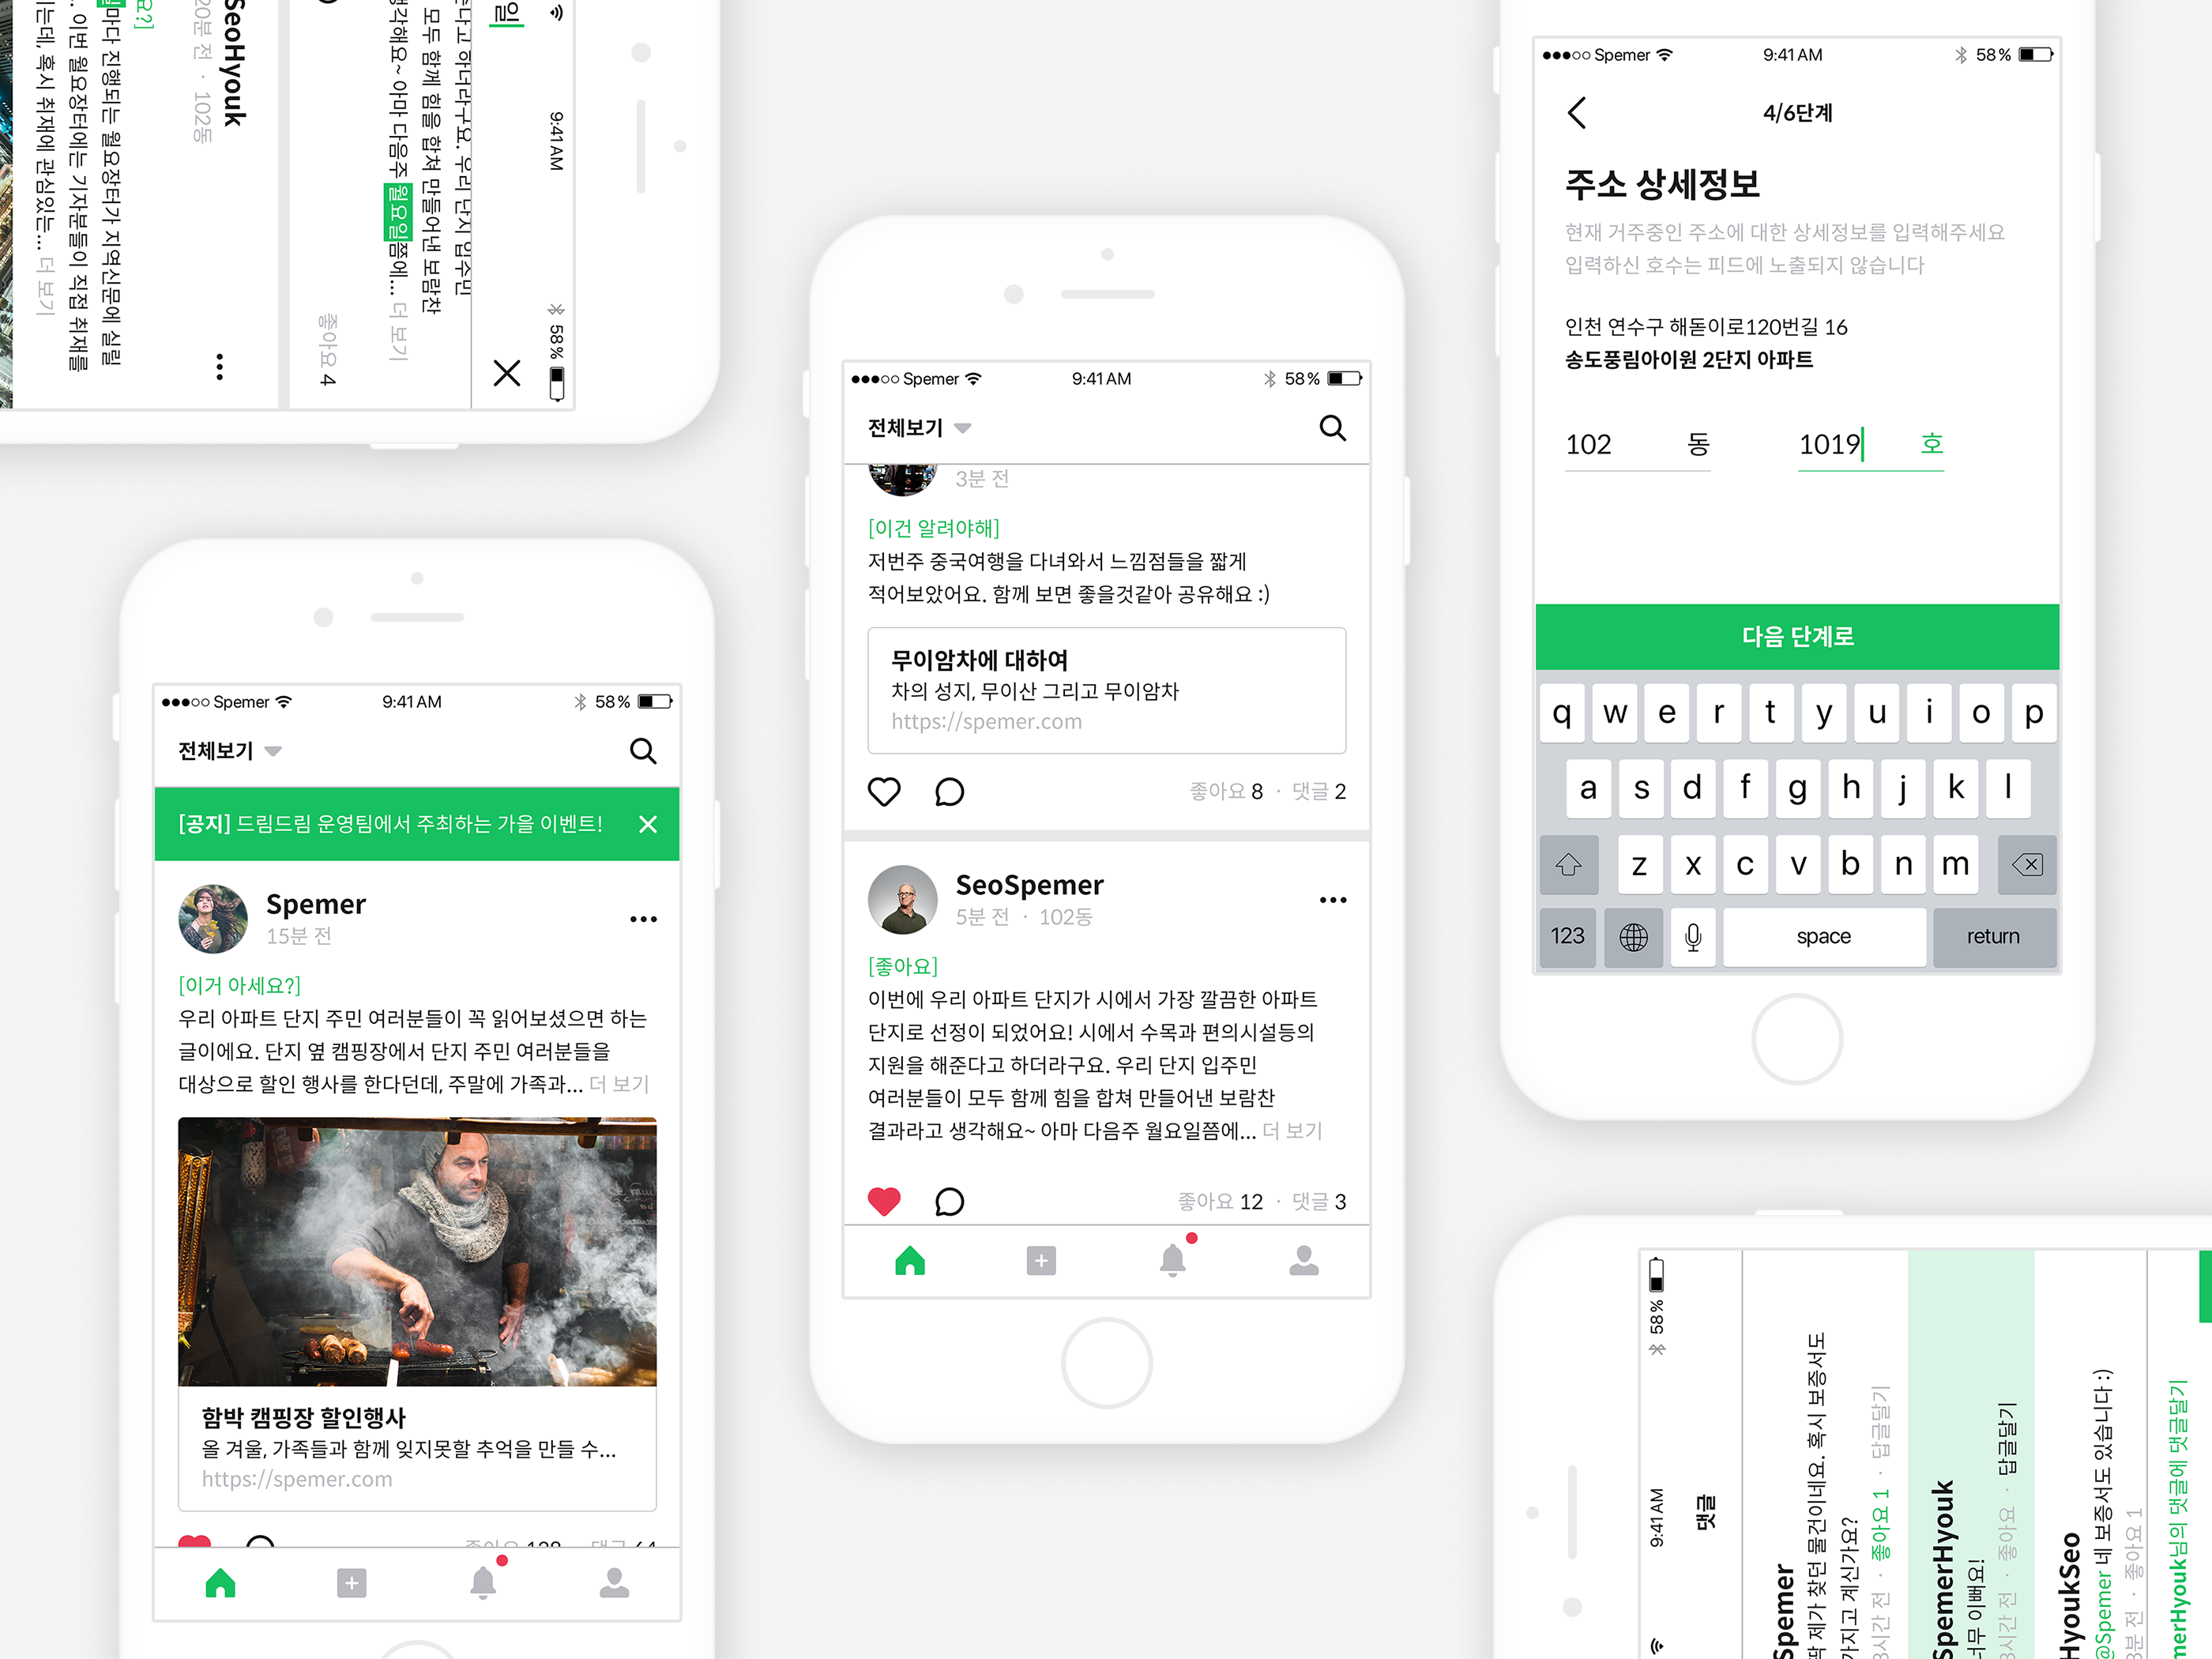 SeoHyouk
20분 전 · 102동
마다 진행되는 월요장터가 지역신문에 실릴
이번 월요장터에는 기자분들이 직접 취재를
는데, 혹시 취재에 관심있는... 더 보기
9:41 AM
58%
하더라구요. 우리 단지 입주민
모두 함께 힘을 합쳐 만들어낸 보람찬
생각해요~ 아마 다음주 월요일쯤에... 더 보기
좋아요 4
Spemer
9:41 AM
58%
전체보기
[공지] 드림드림 운영팀에서 주최하는 가을 이벤트!
Spemer
15분 전
[이거 아세요?]
우리 아파트 단지 주민 여러분들이 꼭 읽어보셨으면 하는
글이에요. 단지 옆 캠핑장에서 단지 주민 여러분들을
대상으로 할인 행사를 한다던데, 주말에 가족과... 더 보기
함박 캠핑장 할인행사
올 겨울, 가족들과 함께 잊지못할 추억을 만들 수...
https://spemer.com
Spemer
9:41 AM
58%
전체보기
3분 전
[이건 알려야해]
저번주 중국여행을 다녀와서 느낌점들을 짧게
적어보았어요. 함께 보면 좋을것같아 공유해요 :)
무이암차에 대하여
차의 성지, 무이산 그리고 무이암차
https://spemer.com
좋아요 8 · 댓글 2
SeoSpemer
5분 전 · 102동
[좋아요]
이번에 우리 아파트 단지가 시에서 가장 깔끔한 아파트
단지로 선정이 되었어요! 시에서 수목과 편의시설등의
지원을 해준다고 하더라구요. 우리 단지 입주민
여러분들이 모두 함께 힘을 합쳐 만들어낸 보람찬
결과라고 생각해요~ 아마 다음주 월요일쯤에... 더 보기
좋아요 12 · 댓글 3
Spemer
9:41 AM
58%
4/6단계
주소 상세정보
현재 거주중인 주소에 대한 상세정보를 입력해주세요
입력하신 호수는 피드에 노출되지 않습니다
인천 연수구 해돋이로120번길 16
송도풍림아이원 2단지 아파트
102 동
1019 호
다음 단계로
q w e r t y u i o p
a s d f g h j k l
z x c v b n m
123 space return
9:41 AM
58%
댓글
Spemer
딱 제가 찾던 물건이네요. 혹시 보증서도
가지고 계신가요?
3시간 전 · 좋아요 1 · 답글달기
SpemerHyouk
너무 이뻐요!
3시간 전 · 좋아요 · 답글달기
HyoukSeo
@Spemer 네 보증서도 있습니다 :)
3분 전 · 좋아요 1
merHyouk님의 댓글에 댓글달기